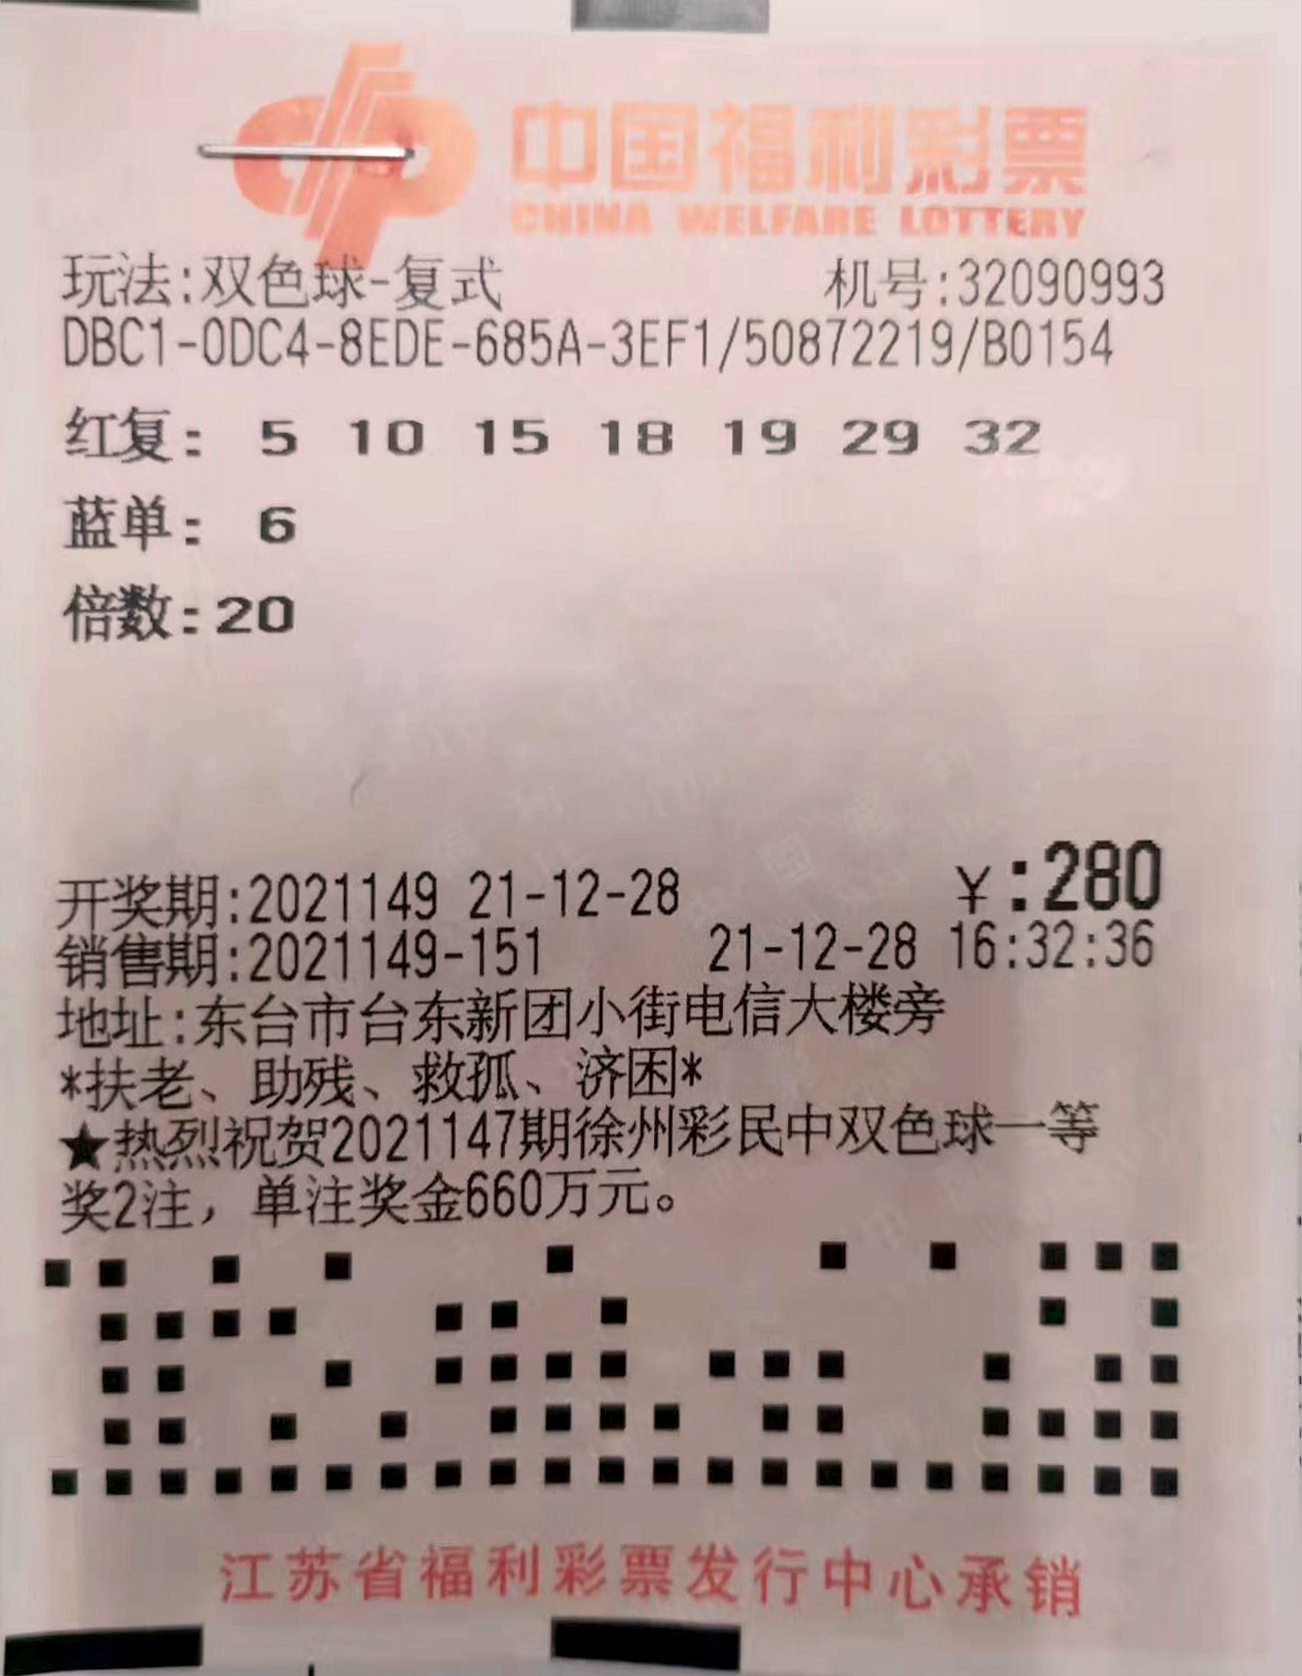 中国福利彩票
CHINA WELFARE LOTTERY
玩法:双色球-复式 机号:32090993
DBC1-0DC4-8EDE-685A-3EF1/50872219/B0154
红复: 5 10 15 18 19 29 32
蓝单: 6
倍数:20
开奖期:2021149 21-12-28 ¥:280
销售期:2021149-151 21-12-28 16:32:36
地址:东台市台东新团小街电信大楼旁
*扶老、助残、救孤、济困*
★热烈祝贺2021147期徐州彩民中双色球一等
奖2注，单注奖金660万元。
江苏省福利彩票发行中心承销